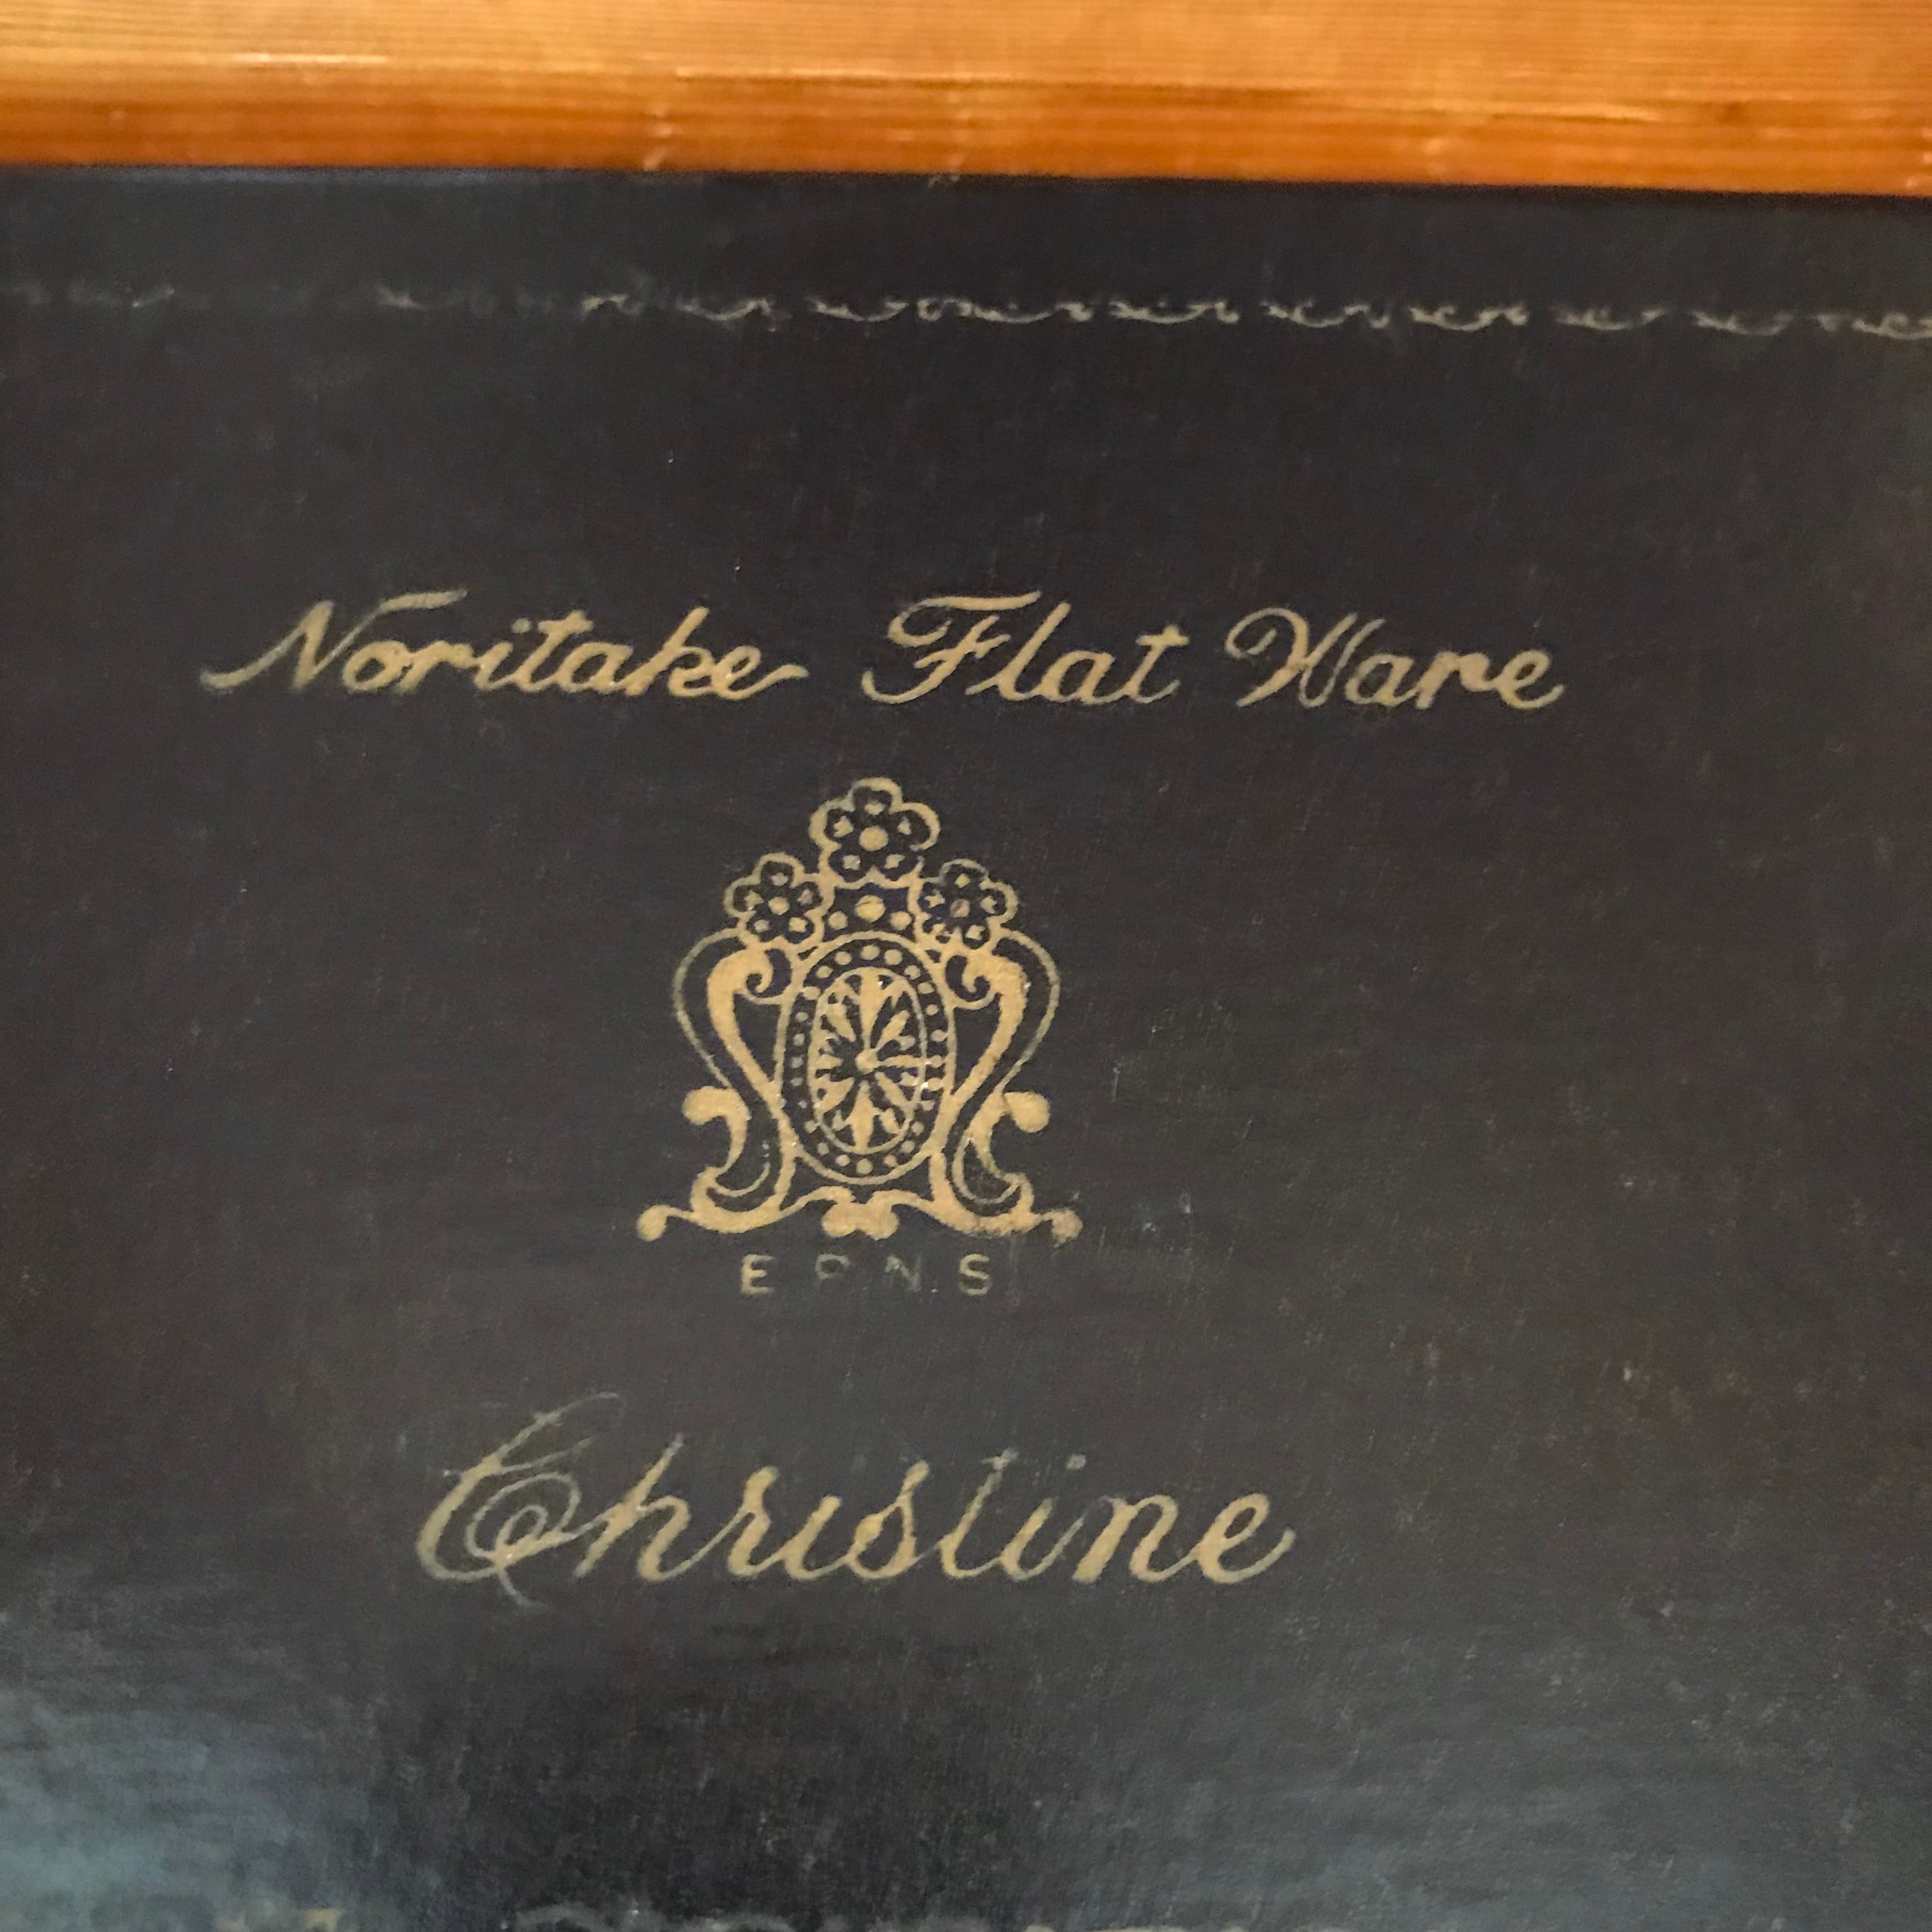 Noritake Flat Ware
E.P.N.S
Christine